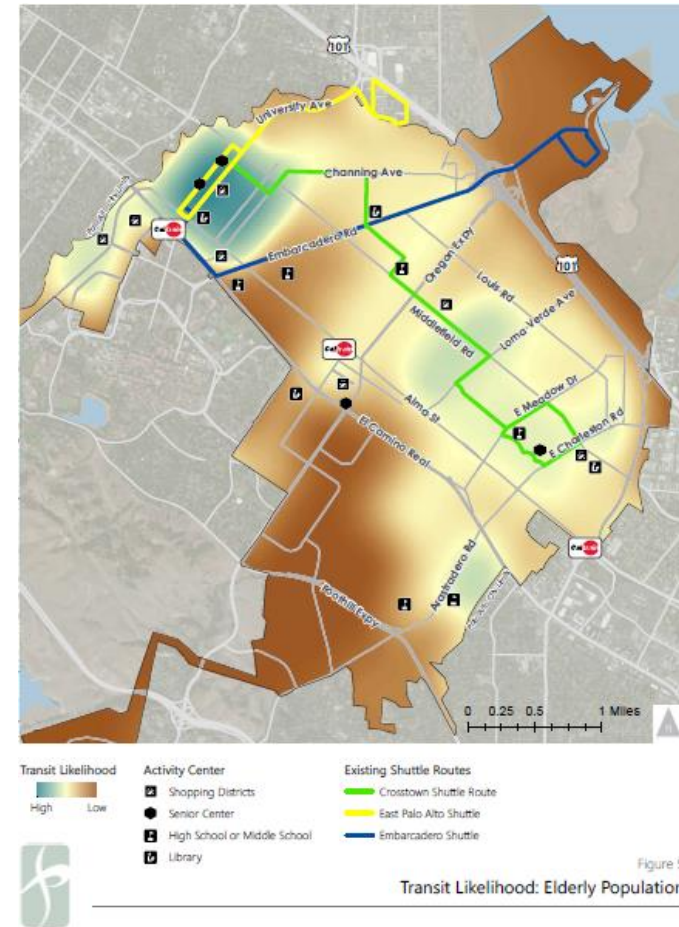 101
University Ave
Channing Ave
Embarcadero Rd
Oregon Expy
101
Louis Rd
Loma Verde Ave
Middlefield Rd
E Meadow Dr
Alma St
E Charleston Rd
El Camino Real
Arastradero Rd
Foothill Expy
0 0.25 0.5 1 Miles
Transit Likelihood
High Low
Activity Center
Shopping Districts
Senior Center
High School or Middle School
Library
Existing Shuttle Routes
Crosstown Shuttle Route
East Palo Alto Shuttle
Embarcadero Shuttle
Figure 5
Transit Likelihood: Elderly Population